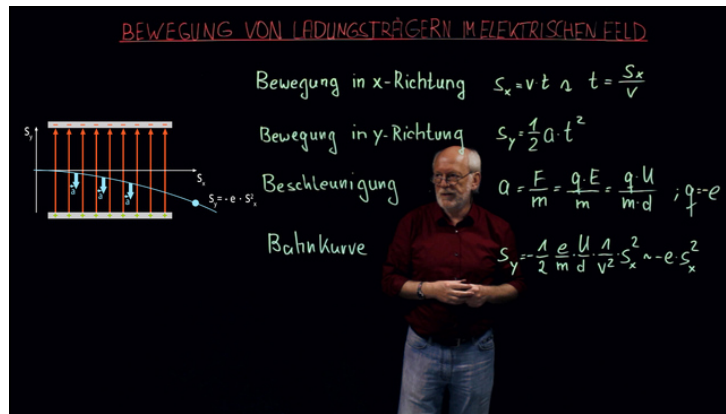 BEWEGUNG VON LADUNGSTRÄGERN IM ELEKTRISCHEN FELD
Bewegung in x-Richtung  Sx = v·t ↷ t = Sx/v
Bewegung in y-Richtung  Sy = 1/2 a·t²
Beschleunigung  a = F/m = q·E/m = q·U/m·d ; q=-e
Bahnkurve  Sy = -1/2 · e/m · U/d · 1/v² · Sx² ~ -e·Sx²
Sy
Sx
a a a
Sy = -e · S²x